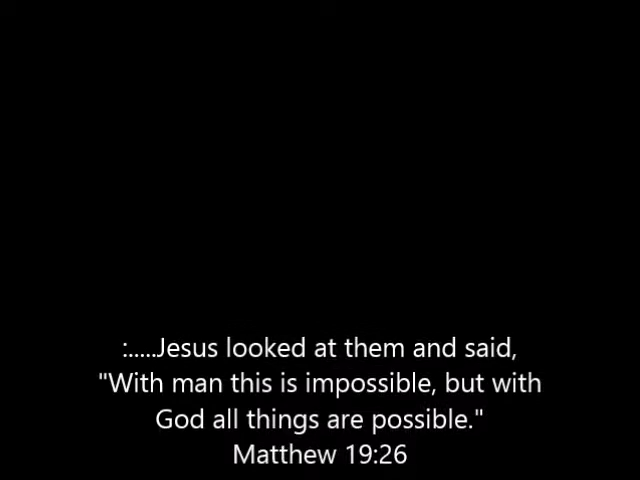 :.....Jesus looked at them and said,
"With man this is impossible, but with
God all things are possible."
Matthew 19:26